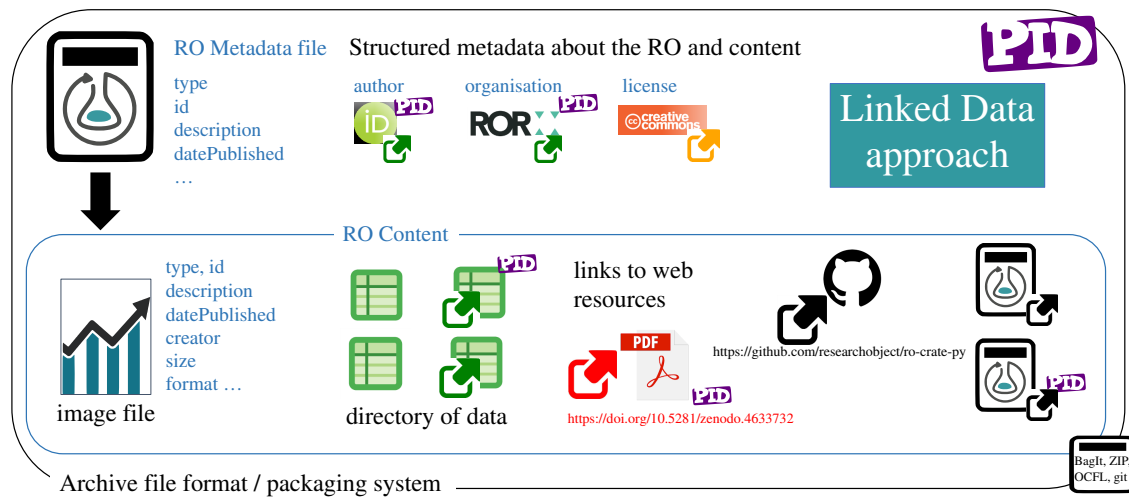 PID
RO Metadata file
Structured metadata about the RO and content
type
id
description
datePublished
…
author
organisation
license
iD
PID
ROR
PID
cc creative
commons
Linked Data
approach
RO Content
type, id
description
datePublished
creator
size
format …
image file
PID
directory of data
links to web
resources
PDF
PID
https://doi.org/10.5281/zenodo.4633732
https://github.com/researchobject/ro-crate-py
PID
Archive file format / packaging system
BagIt, ZIP,
OCFL, git